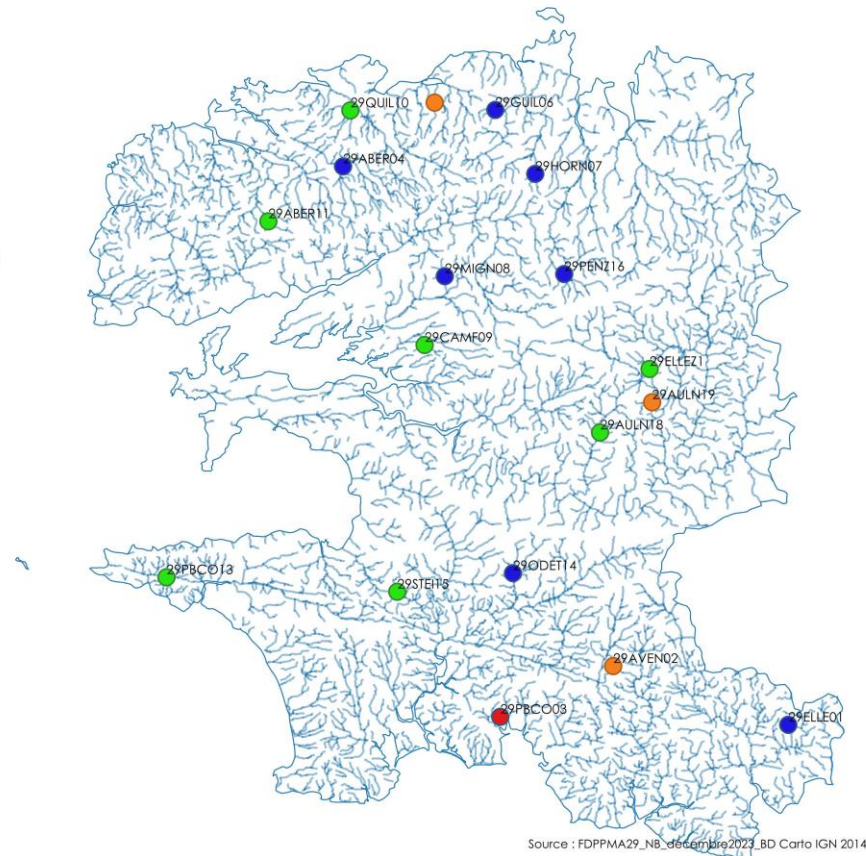 29QUIL10
29GUIL06
29ABER04
29HORN07
29ABER11
29MIGN08
29PENZ16
29CAMF09
29ELLEZ1
29AULN19
29AULN18
29PBCO13
29STEI15
29ODET14
29AVEN02
29PBCO03
29ELLE01
Source : FDPPMA29_NB_decembre2023_BD Carto IGN 2014